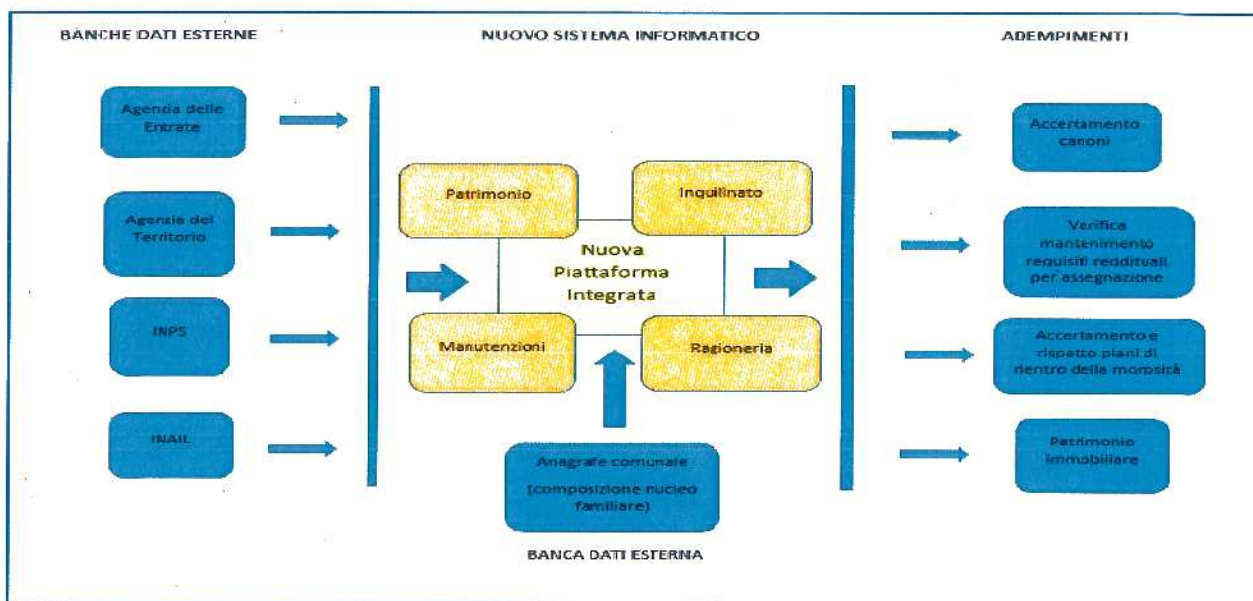 BANCHE DATI ESTERNE
Agenzia delle
Entrate
Agenzia del
Territorio
INPS
INAIL
NUOVO SISTEMA INFORMATICO
Patrimonio
Inquilinato
Nuova
Piattaforma
Integrata
Manutenzioni
Ragioneria
Anagrafe comunale
(composizione nucleo
familiare)
BANCA DATI ESTERNA
ADEMPIMENTI
Accertamento
canoni
Verifica
mantenimento
requisiti reddituali
per assegnazione
Accertamento e
rispetto piani di
rientro della morosità
Patrimonio
immobiliare